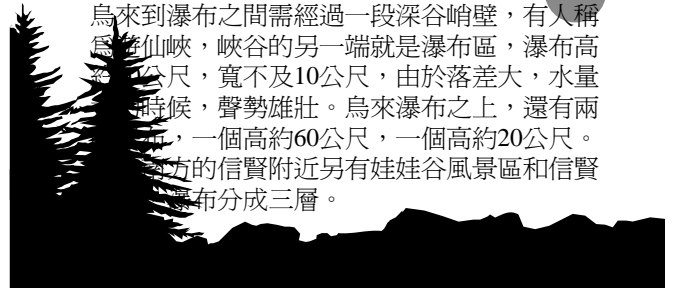 烏來到瀑布之間需經過一段深谷峭壁，有人稱
為遊仙峽，峽谷的另一端就是瀑布區，瀑布高
公尺，寬不及10公尺，由於落差大，水量
時候，聲勢雄壯。烏來瀑布之上，還有兩
布，一個高約60公尺，一個高約20公尺。
方的信賢附近另有娃娃谷風景區和信賢
瀑布分成三層。